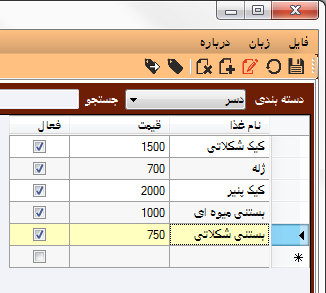 فایل زبان درباره
دسته بندی دسر جستجو
نام غذا قیمت فعال
کیک شکلاتی 1500
ژله 700
کیک پنیر 2000
بستنی میوه ای 1000
بستنی شکلاتی 750